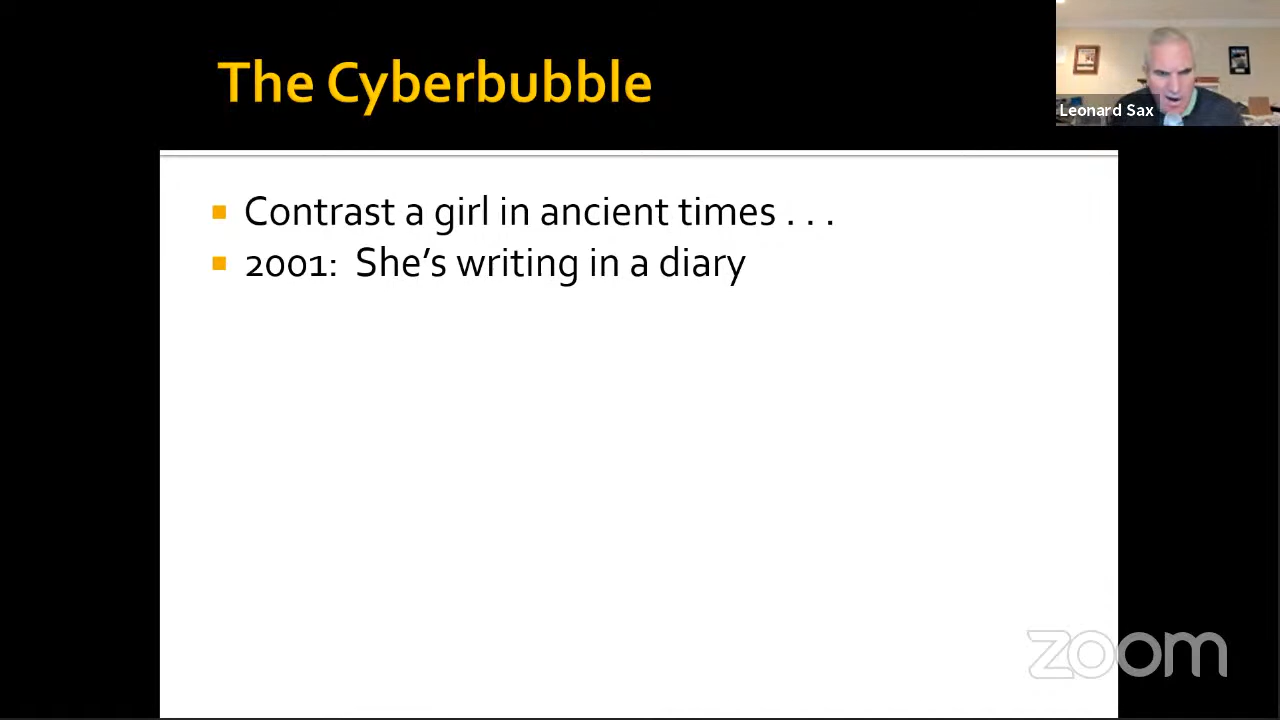 The Cyberbubble
Leonard Sax
Contrast a girl in ancient times . . .
2001: She’s writing in a diary
zoom